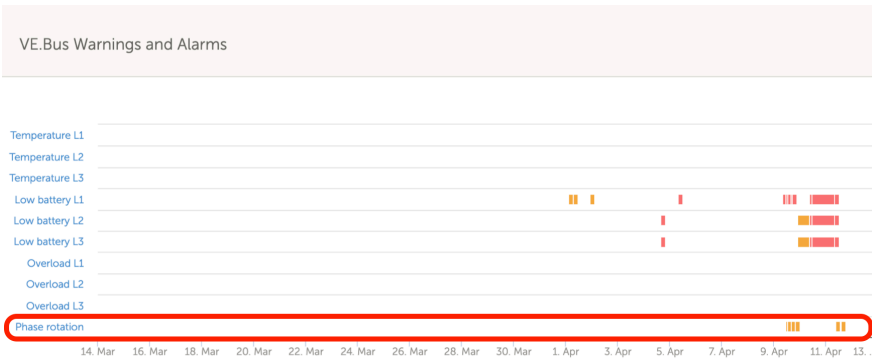 VE.Bus Warnings and Alarms
Temperature L1
Temperature L2
Temperature L3
Low battery L1
Low battery L2
Low battery L3
Overload L1
Overload L2
Overload L3
Phase rotation
14. Mar 16. Mar 18. Mar 20. Mar 22. Mar 24. Mar 26. Mar 28. Mar 30. Mar 1. Apr 3. Apr 5. Apr 7. Apr 9. Apr 11. Apr 13. .